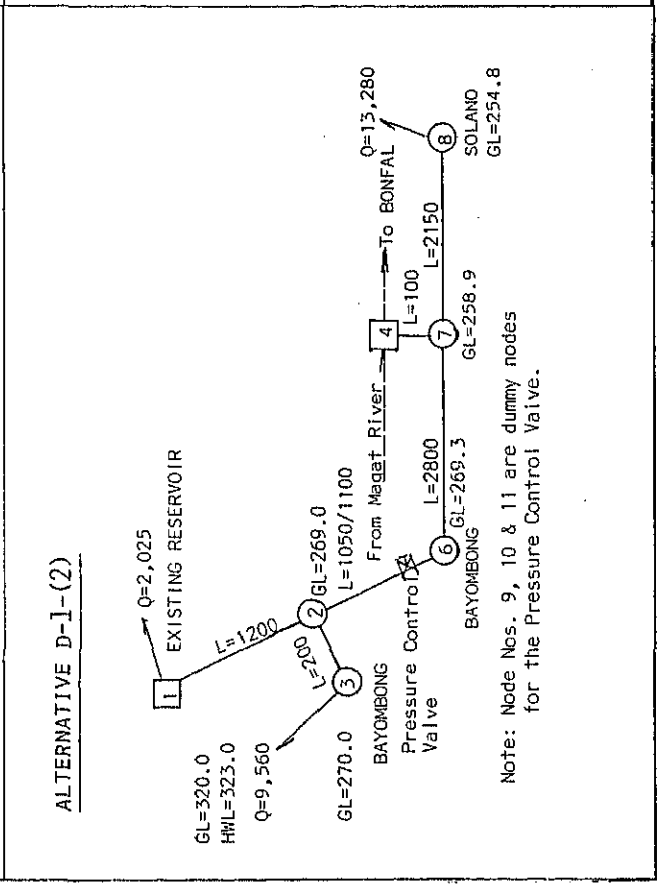 ALTERNATIVE D-1-(2)
Q=2,025
1
EXISTING RESERVOIR
GL=320.0
HWL=323.0
L=1200
Q=9,560
L=200
2
GL=269.0
3
GL=270.0
L=1050/1100
BAYOMBONG
Pressure Control
Valve
From Magat River
4
To BONFAL
Q=13,280
L=100
6
L=2800
7
L=2150
8
GL=269.3
BAYOMBONG
GL=258.9
SOLANO
GL=254.8
Note: Node Nos. 9, 10 & 11 are dummy nodes
for the Pressure Control Valve.